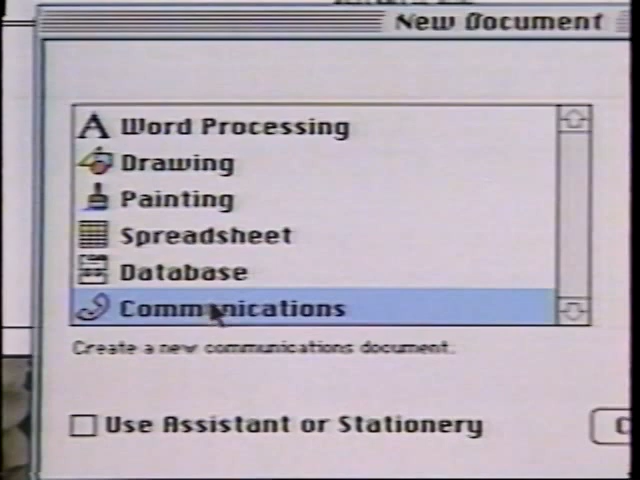 New Document
Word Processing
Drawing
Painting
Spreadsheet
Database
Communications
Create a new communications document.
Use Assistant or Stationery